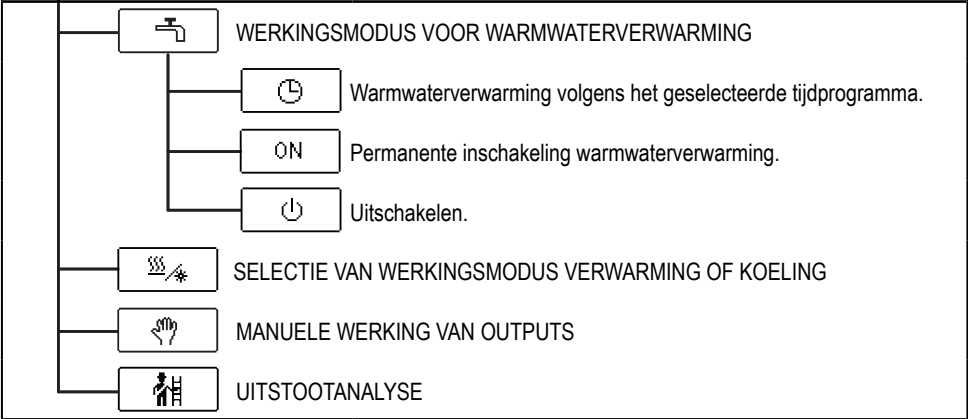 WERKINGSMODUS VOOR WARMWATERVERWARMING
Warmwaterverwarming volgens het geselecteerde tijdprogramma.
ON Permanente inschakeling warmwaterverwarming.
Uitschakelen.
SELECTIE VAN WERKINGSMODUS VERWARMING OF KOELING
MANUELE WERKING VAN OUTPUTS
UITSTOOTANALYSE